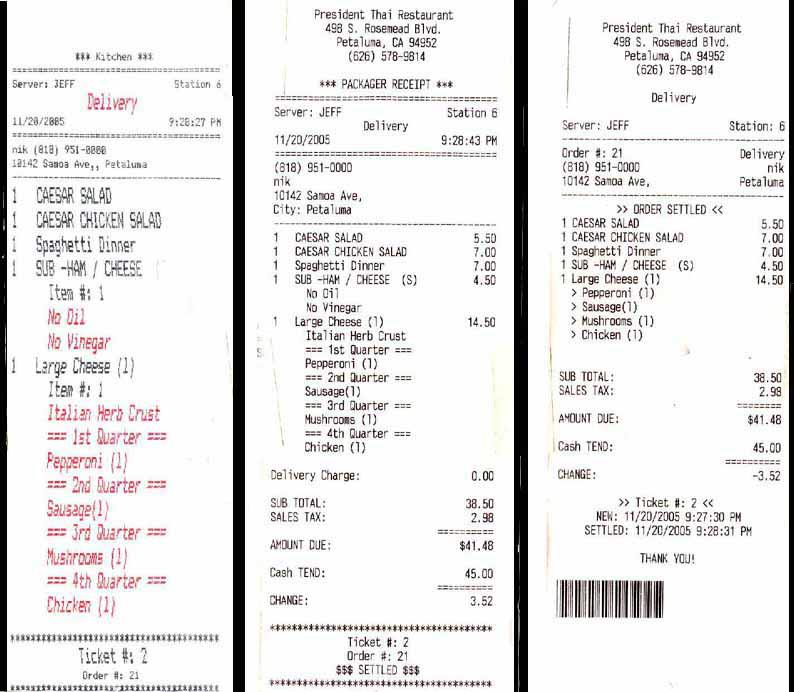 *** Kitchen ***
Server: JEFF Station 6
Delivery
11/20/2005 9:28:27 PM
nik (818) 951-0000
10142 Samoa Ave,, Petaluma
1 CAESAR SALAD
1 CAESAR CHICKEN SALAD
1 Spaghetti Dinner
1 SUB -HAM / CHEESE (
Item #: 1
No Oil
No Vinegar
1 Large Cheese (1)
Item #: 1
Italian Herb Crust
=== 1st Quarter ===
Pepperoni (1)
=== 2nd Quarter ===
Sausage(1)
=== 3rd Quarter ===
Mushrooms (1)
=== 4th Quarter ===
Chicken (1)
Ticket #: 2
Order #: 21
President Thai Restaurant
498 S. Rosemead Blvd.
Petaluma, CA 94952
(626) 578-9814
*** PACKAGER RECEIPT ***
Server: JEFF Station 6
Delivery
11/20/2005 9:28:43 PM
(818) 951-0000
nik
10142 Samoa Ave,
City: Petaluma
1 CAESAR SALAD 5.50
1 CAESAR CHICKEN SALAD 7.00
1 Spaghetti Dinner 7.00
1 SUB -HAM / CHEESE (S) 4.50
No Oil
No Vinegar
1 Large Cheese (1) 14.50
Italian Herb Crust
=== 1st Quarter ===
Pepperoni (1)
=== 2nd Quarter ===
Sausage(1)
=== 3rd Quarter ===
Mushrooms (1)
=== 4th Quarter ===
Chicken (1)
Delivery Charge: 0.00
SUB TOTAL: 38.50
SALES TAX: 2.98
AMOUNT DUE: $41.48
Cash TEND: 45.00
CHANGE: 3.52
Ticket #: 2
Order #: 21
$$$ SETTLED $$$
President Thai Restaurant
498 S. Rosemead Blvd.
Petaluma, CA 94952
(626) 578-9814
Delivery
Server: JEFF Station: 6
Order #: 21 Delivery
(818) 951-0000 nik
10142 Samoa Ave, Petaluma
>> ORDER SETTLED <<
1 CAESAR SALAD 5.50
1 CAESAR CHICKEN SALAD 7.00
1 Spaghetti Dinner 7.00
1 SUB -HAM / CHEESE (S) 4.50
1 Large Cheese (1) 14.50
> Pepperoni (1)
> Sausage(1)
> Mushrooms (1)
> Chicken (1)
SUB TOTAL: 38.50
SALES TAX: 2.98
AMOUNT DUE: $41.48
Cash TEND: 45.00
CHANGE: -3.52
>> Ticket #: 2 <<
NEW: 11/20/2005 9:27:30 PM
SETTLED: 11/20/2005 9:28:31 PM
THANK YOU!